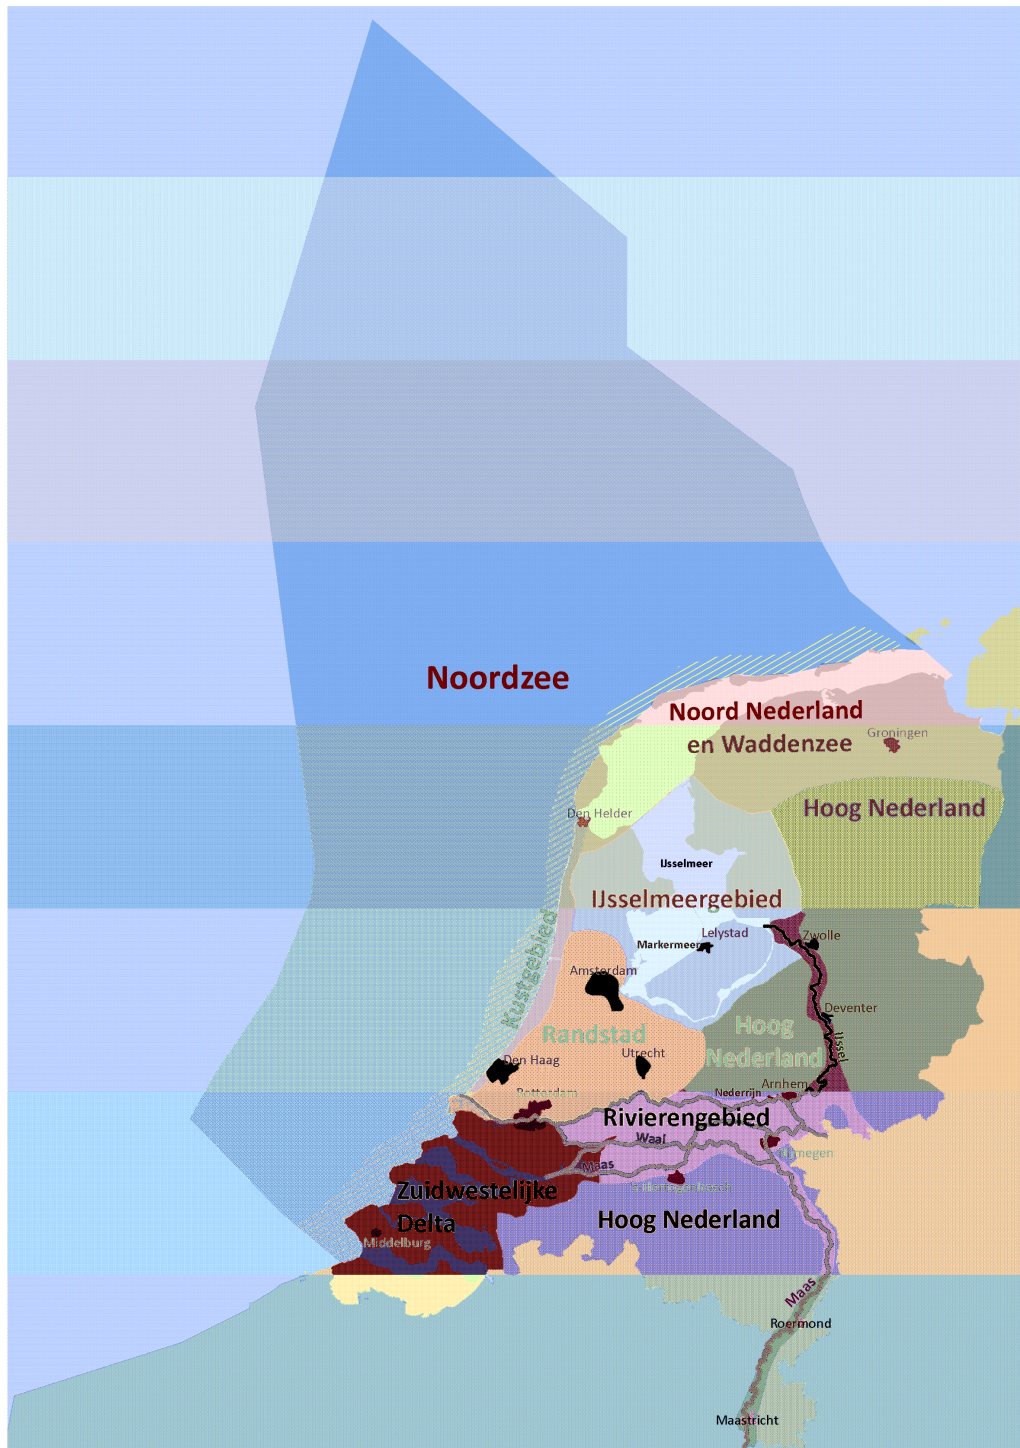 Noordzee
Noord Nederland
en Waddenzee
Groningen
Hoog Nederland
Den Helder
IJsselmeer
IJsselmeergebied
Kustgebied
Lelystad
Markermeer
Zwolle
Amsterdam
Deventer
Randstad
Hoog
Nederland
IJssel
Den Haag
Utrecht
Arnhem
Nederrijn
Rotterdam
Rivierengebied
Waal
Nijmegen
Maas
Zuidwestelijke
Delta
Hoog Nederland
Middelburg
Maas
Roermond
Maastricht